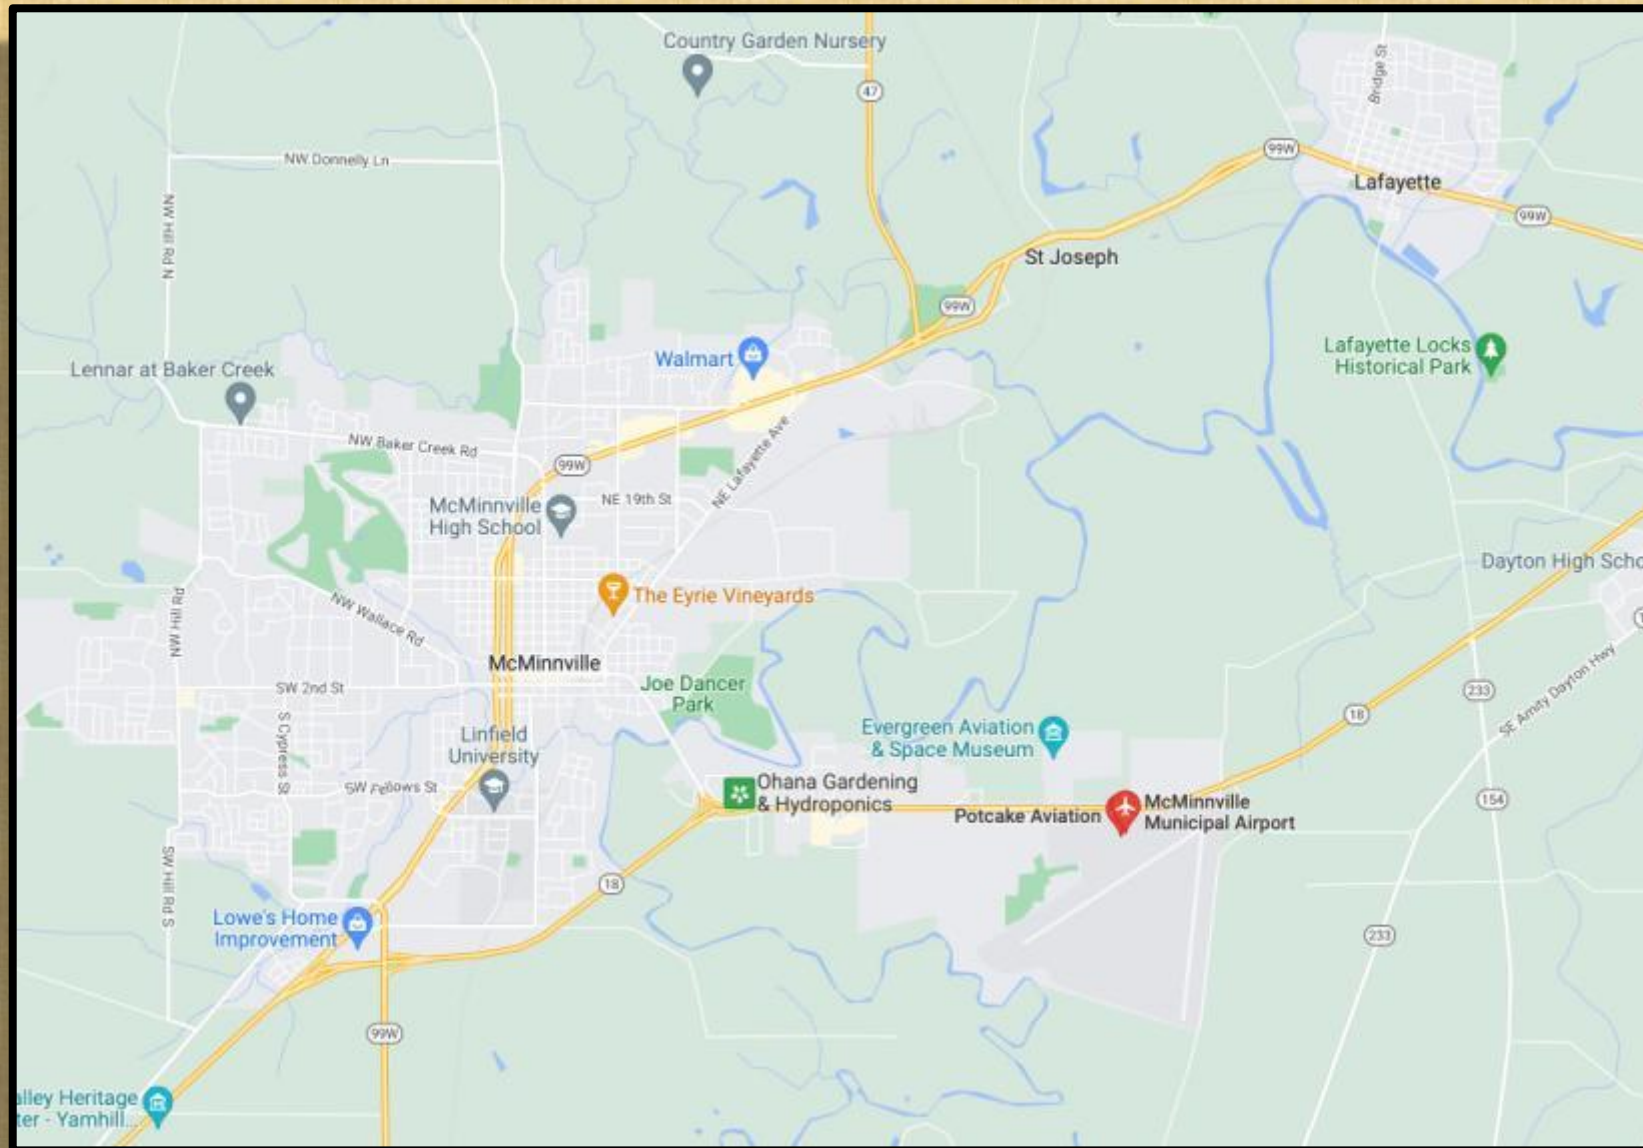 Country Garden Nursery
47
Bridge St
NW Donnelly Ln
99W
Lafayette
NW Hill Rd N
99W
St Joseph
99W
Walmart
Lafayette Locks
Historical Park
Lennar at Baker Creek
NW Baker Creek Rd
99W
NE Lafayette Ave
McMinnville
High School
NE 19th St
Dayton High Scho
The Eyrie Vineyards
NW Hill Rd
NW Wallace Rd
McMinnville
SW 2nd St
Joe Dancer
Park
233
SE Amity Dayton Hwy
S Cypress St
18
Evergreen Aviation
& Space Museum
Linfield
University
SW Fellows St
Ohana Gardening
& Hydroponics
154
Potcake Aviation
McMinnville
Municipal Airport
SW Hill Rd S
18
Lowe's Home
Improvement
233
99W
alley Heritage
ter - Yamhill...